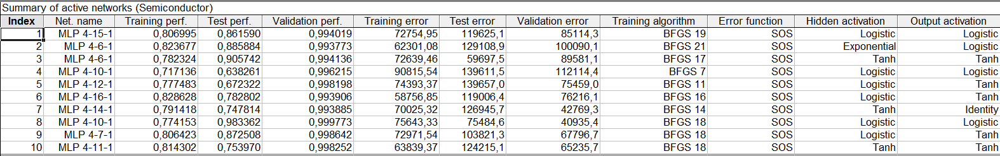 Summary of active networks (Semiconductor)
Index Net. name Training perf. Test perf. Validation perf. Training error Test error Validation error Training algorithm Error function Hidden activation Output activation
1 MLP 4-15-1 0,806995 0,861590 0,994019 72754,95 119625,1 85114,3 BFGS 19 SOS Logistic Logistic
2 MLP 4-6-1 0,823677 0,885884 0,993773 62301,08 129108,9 100090,1 BFGS 21 SOS Exponential Logistic
3 MLP 4-6-1 0,782324 0,905742 0,994136 72639,46 59697,5 89581,1 BFGS 17 SOS Tanh Tanh
4 MLP 4-10-1 0,717136 0,638261 0,996215 90815,54 139611,5 112114,4 BFGS 7 SOS Logistic Logistic
5 MLP 4-12-1 0,777483 0,672322 0,998198 74393,37 139657,0 75459,0 BFGS 11 SOS Logistic Tanh
6 MLP 4-16-1 0,828628 0,782802 0,993906 58756,85 119006,4 76216,1 BFGS 16 SOS Logistic Tanh
7 MLP 4-14-1 0,791418 0,747814 0,993885 70025,32 126945,7 42769,3 BFGS 14 SOS Tanh Identity
8 MLP 4-10-1 0,774153 0,983362 0,999773 75643,33 75484,6 40935,4 BFGS 18 SOS Logistic Logistic
9 MLP 4-7-1 0,806423 0,872508 0,998642 72971,54 103821,3 67796,7 BFGS 18 SOS Logistic Tanh
10 MLP 4-11-1 0,814302 0,753970 0,998252 63839,37 124215,1 65235,7 BFGS 18 SOS Tanh Tanh